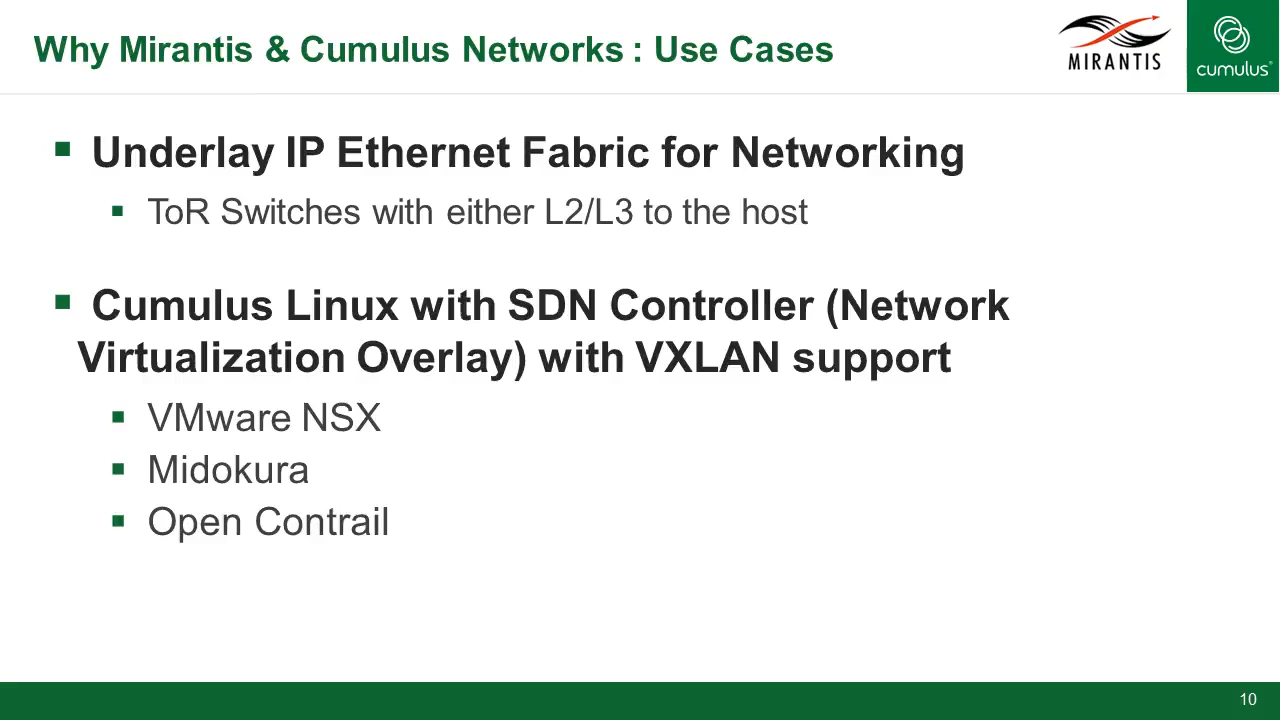 Why Mirantis & Cumulus Networks : Use Cases
MIRANTIS
cumulus®
▪ Underlay IP Ethernet Fabric for Networking
▪ ToR Switches with either L2/L3 to the host
▪ Cumulus Linux with SDN Controller (Network
Virtualization Overlay) with VXLAN support
▪ VMware NSX
▪ Midokura
▪ Open Contrail
10